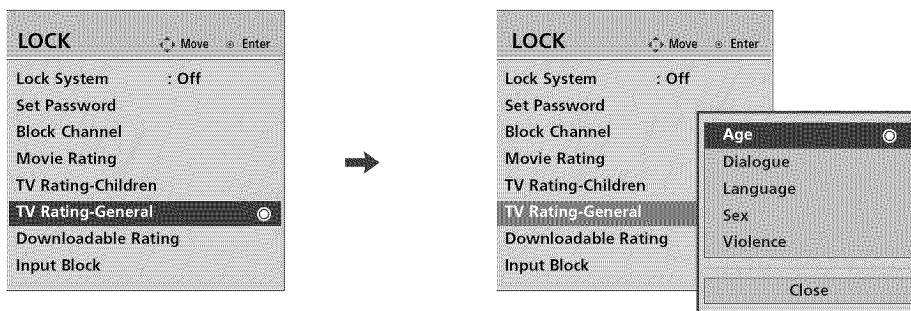 LOCK Move Enter
Lock System : Off
Set Password
Block Channel
Movie Rating
TV Rating-Children
TV Rating-General
Downloadable Rating
Input Block
LOCK Move Enter
Lock System : Off
Set Password
Block Channel
Movie Rating
TV Rating-Children
TV Rating-General
Downloadable Rating
Input Block
Age
Dialogue
Language
Sex
Violence
Close